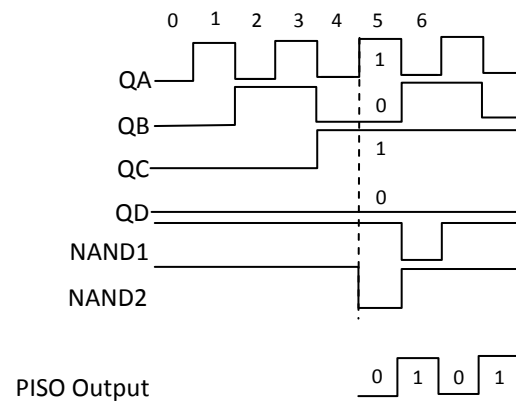 0 1 2 3 4 5 6
QA 1
QB 0
QC 1
QD 0
NAND1
NAND2
PISO Output 0 1 0 1